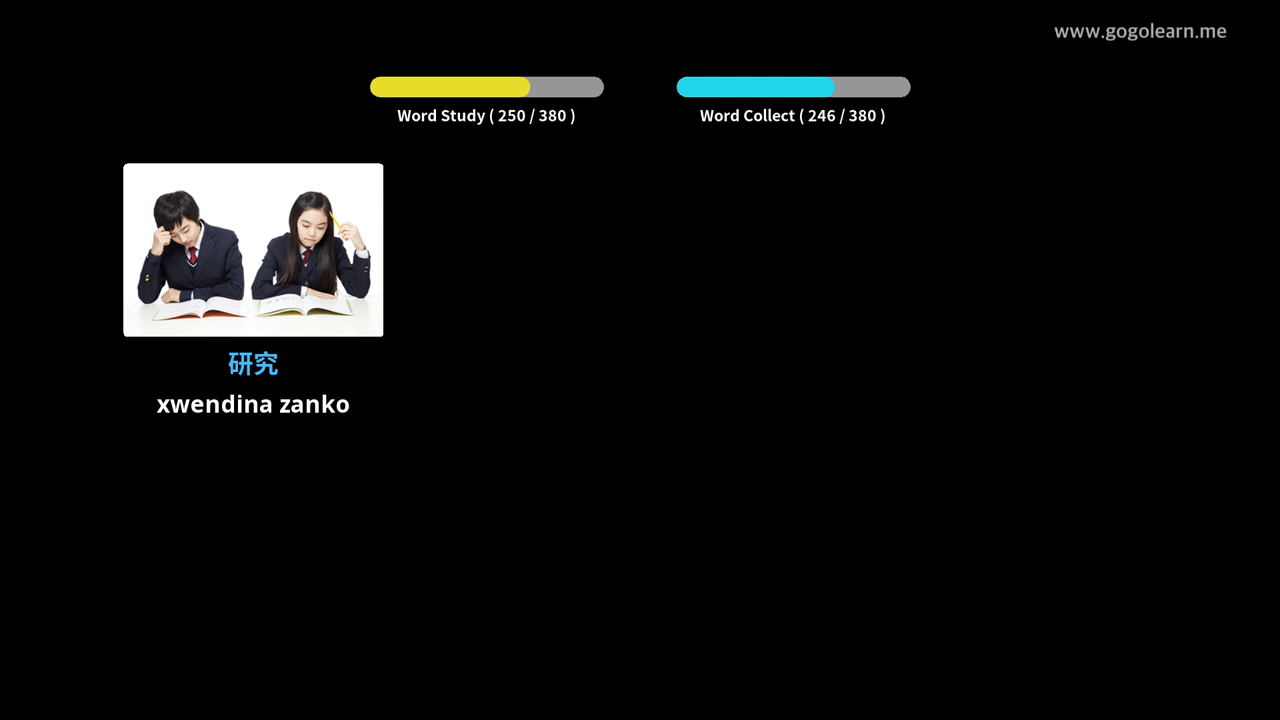 www.gogolearn.me
Word Study ( 250 / 380 )
Word Collect ( 246 / 380 )
研究
xwendina zanko